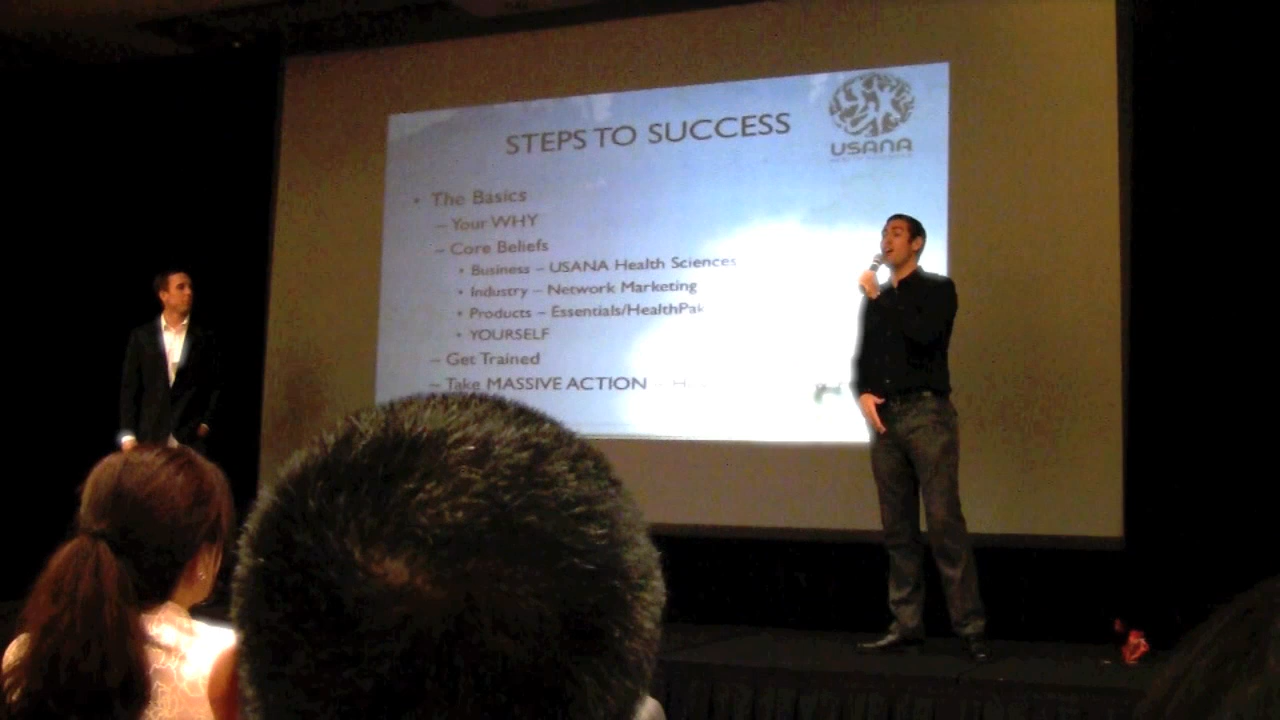 STEPS TO SUCCESS
USANA
• The Basics
– Your WHY
– Core Beliefs
• Business – USANA Health Sciences
• Industry – Network Marketing
• Products – Essentials/HealthPak
• YOURSELF
– Get Trained
– Take MASSIVE ACTION –